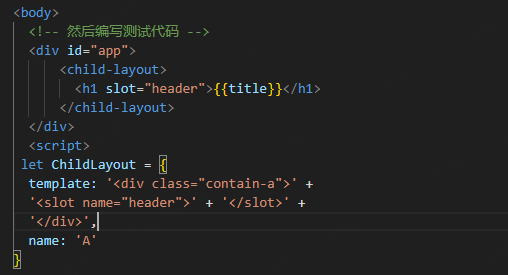 <body>
<!-- 然后编写测试代码 -->
<div id="app">
<child-layout>
<h1 slot="header">{{title}}</h1>
</child-layout>
</div>
<script>
let ChildLayout = {
template: '<div class="contain-a">' +
'<slot name="header">' + '</slot>' +
'</div>',
name: 'A'
}